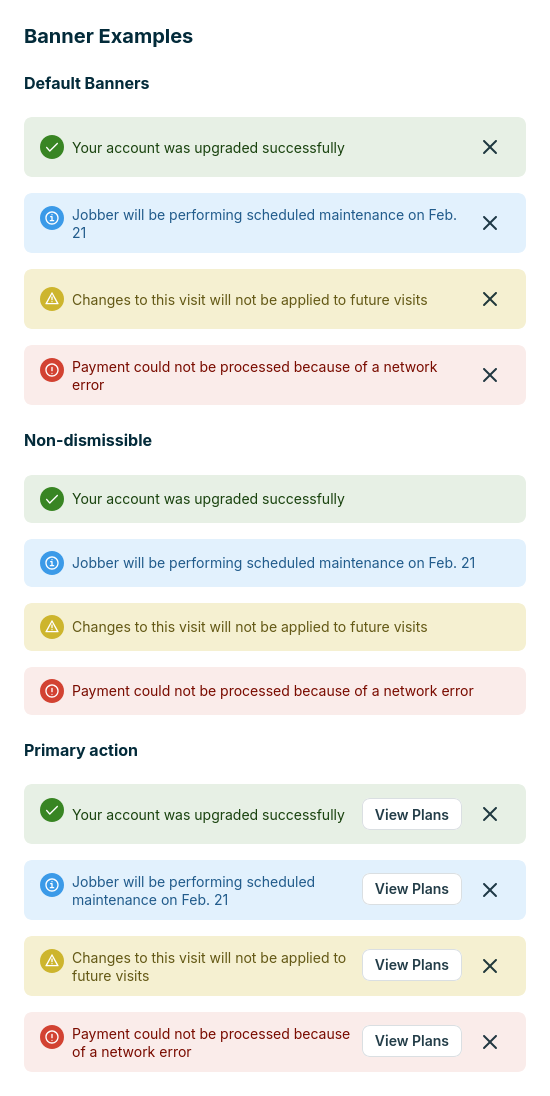 Banner Examples
Default Banners
Your account was upgraded successfully
Jobber will be performing scheduled maintenance on Feb.
21
Changes to this visit will not be applied to future visits
Payment could not be processed because of a network
error
Non-dismissible
Your account was upgraded successfully
Jobber will be performing scheduled maintenance on Feb. 21
Changes to this visit will not be applied to future visits
Payment could not be processed because of a network error
Primary action
Your account was upgraded successfully View Plans
Jobber will be performing scheduled
maintenance on Feb. 21
View Plans
Changes to this visit will not be applied to
future visits
View Plans
Payment could not be processed because
of a network error
View Plans